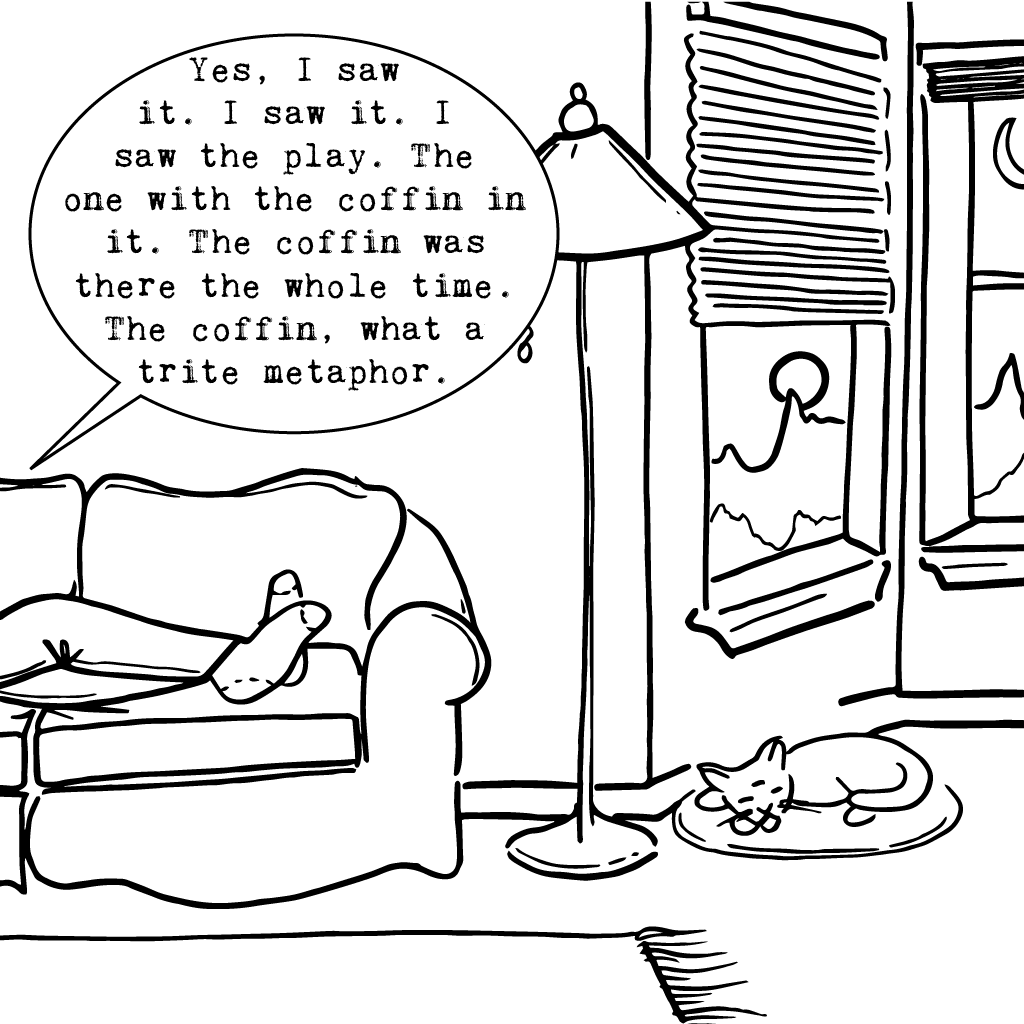 Yes, I saw
it. I saw it. I
saw the play. The
one with the coffin in
it. The coffin was
there the whole time.
The coffin, what a
trite metaphor.